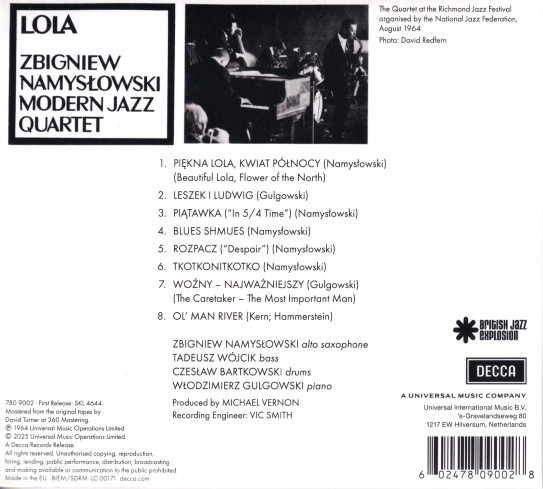 LOLA
ZBIGNIEW
NAMYSŁOWSKI
MODERN JAZZ
QUARTET
The Quartet at the Richmond Jazz Festival
organised by the National Jazz Federation,
August 1964
Photo: David Redfern
1. PIĘKNA LOLA, KWIAT PÓŁNOCY (Namysłowski)
(Beautiful Lola, Flower of the North)
2. LESZEK I LUDWIG (Gulgowski)
3. PIĄTAWKA ("In 5/4 Time") (Namysłowski)
4. BLUES SHMUES (Namysłowski)
5. ROZPACZ ("Despair") (Namysłowski)
6. TKOTKONITKOTKO (Namysłowski)
7. WOŹNY – NAJWAŻNIEJSZY (Gulgowski)
(The Caretaker – The Most Important Man)
8. OL' MAN RIVER (Kern; Hammerstein)
ZBIGNIEW NAMYSŁOWSKI alto saxophone
TADEUSZ WÓJCIK bass
CZESŁAW BARTKOWSKI drums
WŁODZIMIERZ GULGOWSKI piano
Produced by MICHAEL VERNON
Recording Engineer: VIC SMITH
BRITISH JAZZ
EXPLOSION
DECCA
A UNIVERSAL MUSIC COMPANY
Universal International Music B.V.
's-Gravelandseweg 80
1217 EW Hilversum, Netherlands
6 02478 09002 8
780 9002 · First Release: SKL 4644
Mastered from the original tapes by
David Turner at 360 Mastering.
℗ 1964 Universal Music Operations Limited
© 2025 Universal Music Operations Limited.
A Decca Records Release.
All rights reserved. Unauthorised copying, reproduction,
hiring, lending, public performance, distribution, broadcasting
and making available or communication to the public prohibited.
Made in the EU. BIEM/SDRM LC 00171 decca.com